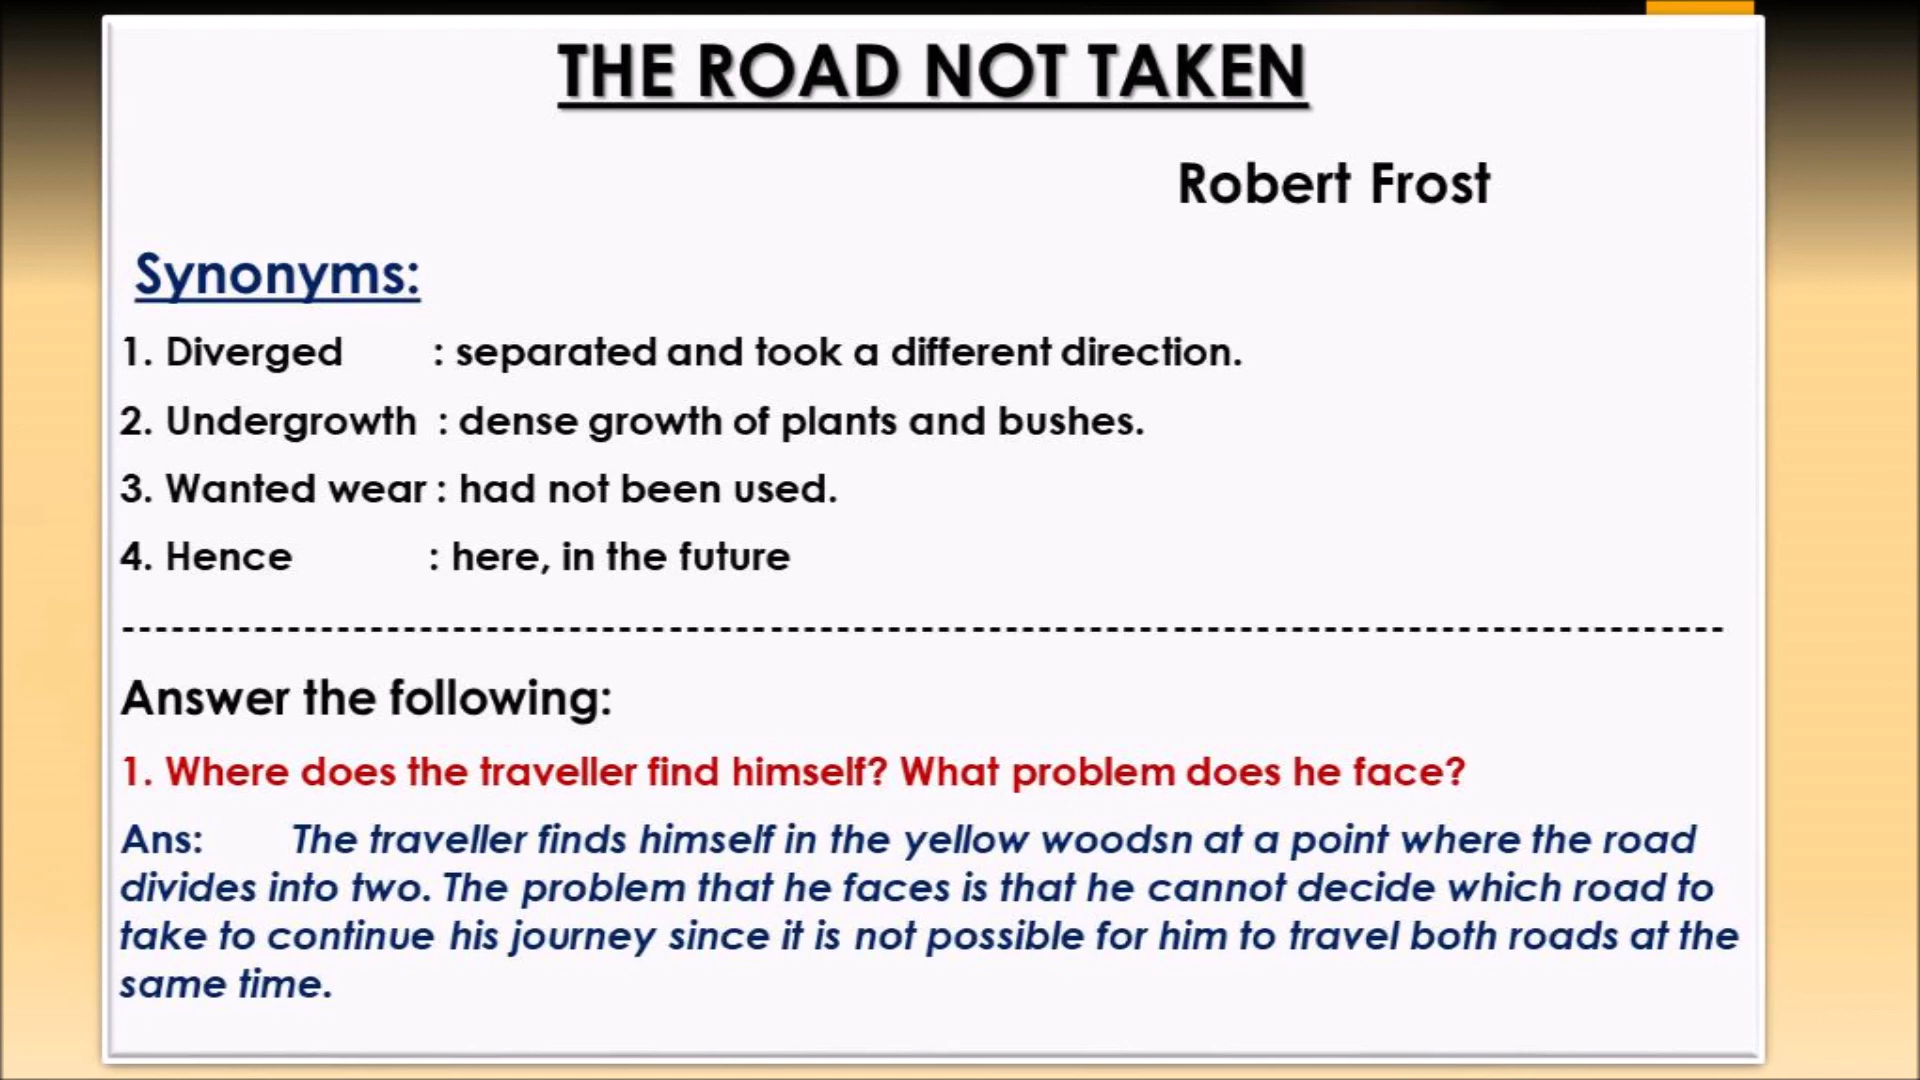 THE ROAD NOT TAKEN
Robert Frost
Synonyms:
1. Diverged : separated and took a different direction.
2. Undergrowth : dense growth of plants and bushes.
3. Wanted wear : had not been used.
4. Hence : here, in the future
--------------------------------------------------------------------------------------------------
Answer the following:
1. Where does the traveller find himself? What problem does he face?
Ans: The traveller finds himself in the yellow woodsn at a point where the road
divides into two. The problem that he faces is that he cannot decide which road to
take to continue his journey since it is not possible for him to travel both roads at the
same time.